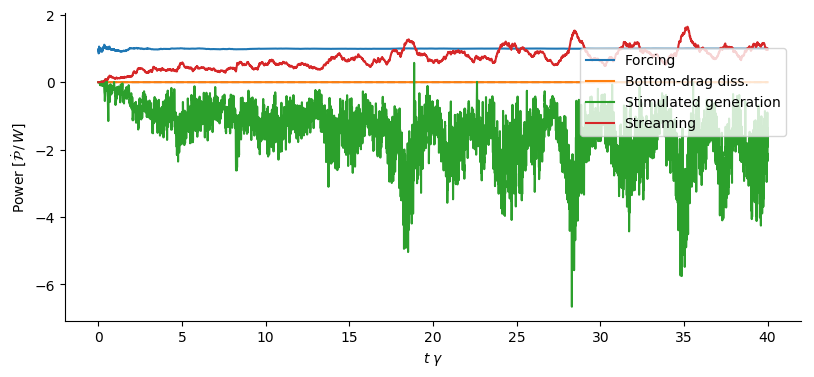 2
0
−2
−4
−6
Power [𝒫̇ / W]
0
5
10
15
20
25
30
35
40
t γ
Forcing
Bottom-drag diss.
Stimulated generation
Streaming